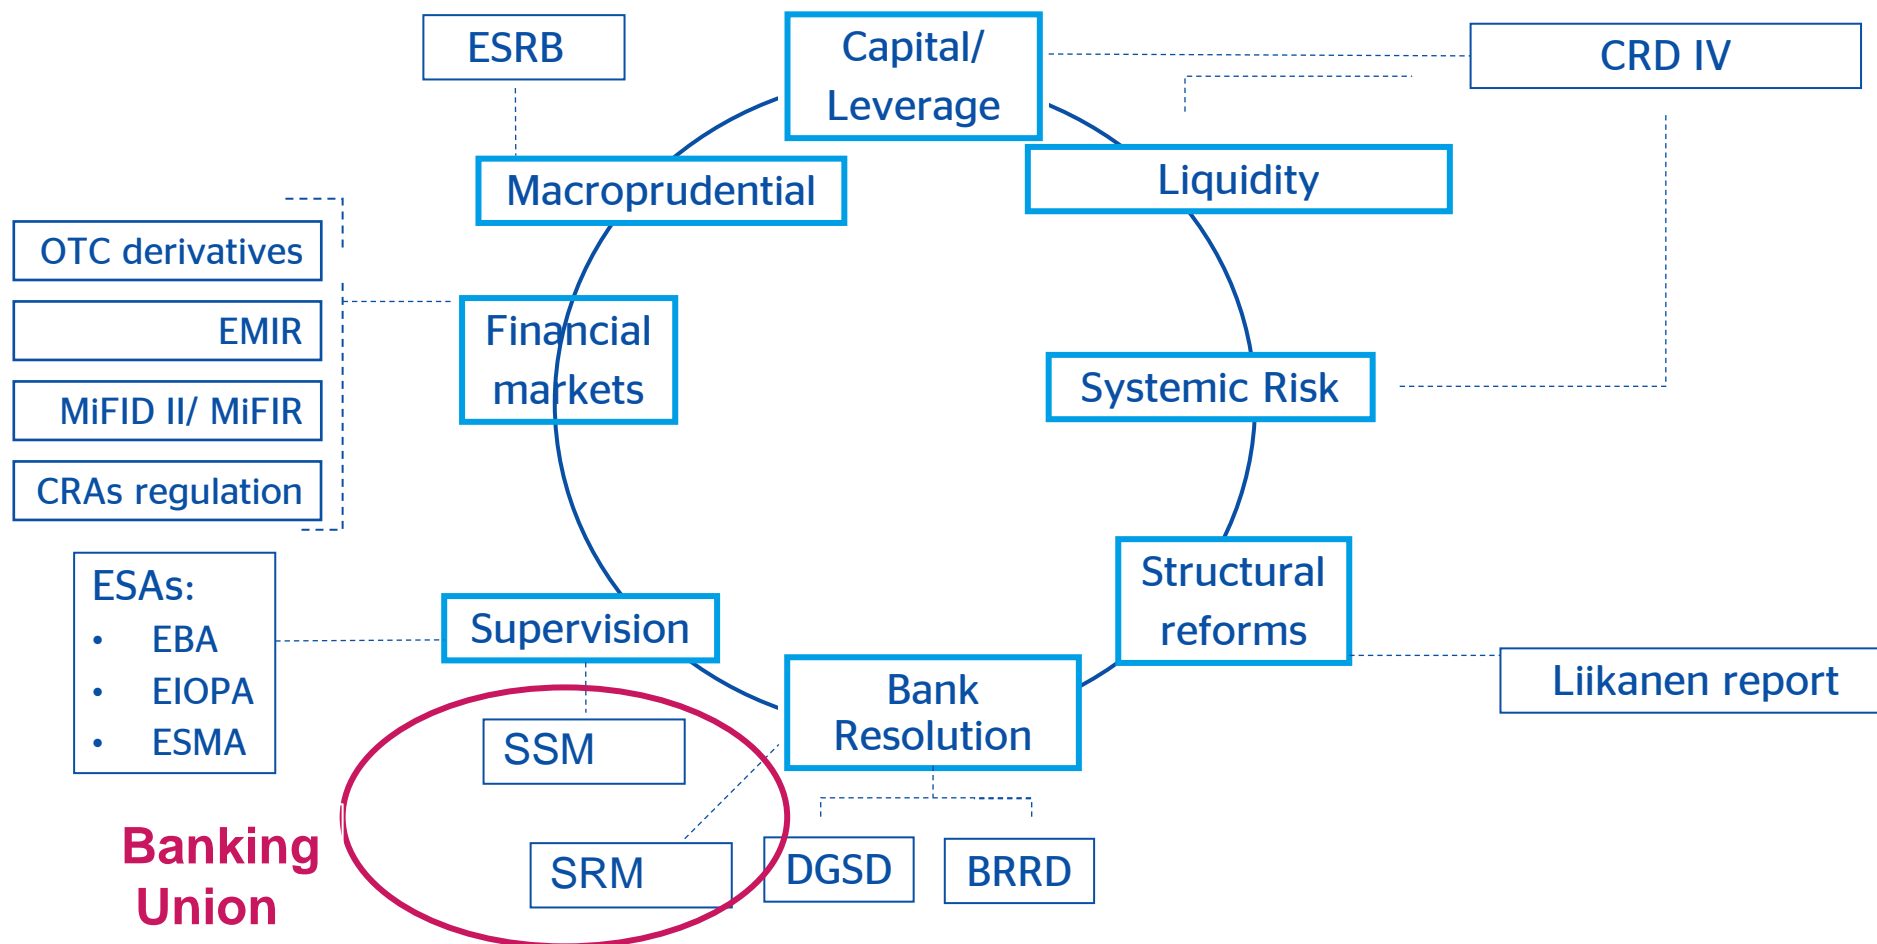 ESRB
Capital/
Leverage
CRD IV
Macroprudential
Liquidity
OTC derivatives
EMIR
MiFID II/ MiFIR
CRAs regulation
Financial
markets
Systemic Risk
ESAs:
• EBA
• EIOPA
• ESMA
Supervision
Structural
reforms
Bank
Resolution
Liikanen report
SSM
SRM
DGSD
BRRD
Banking
Union